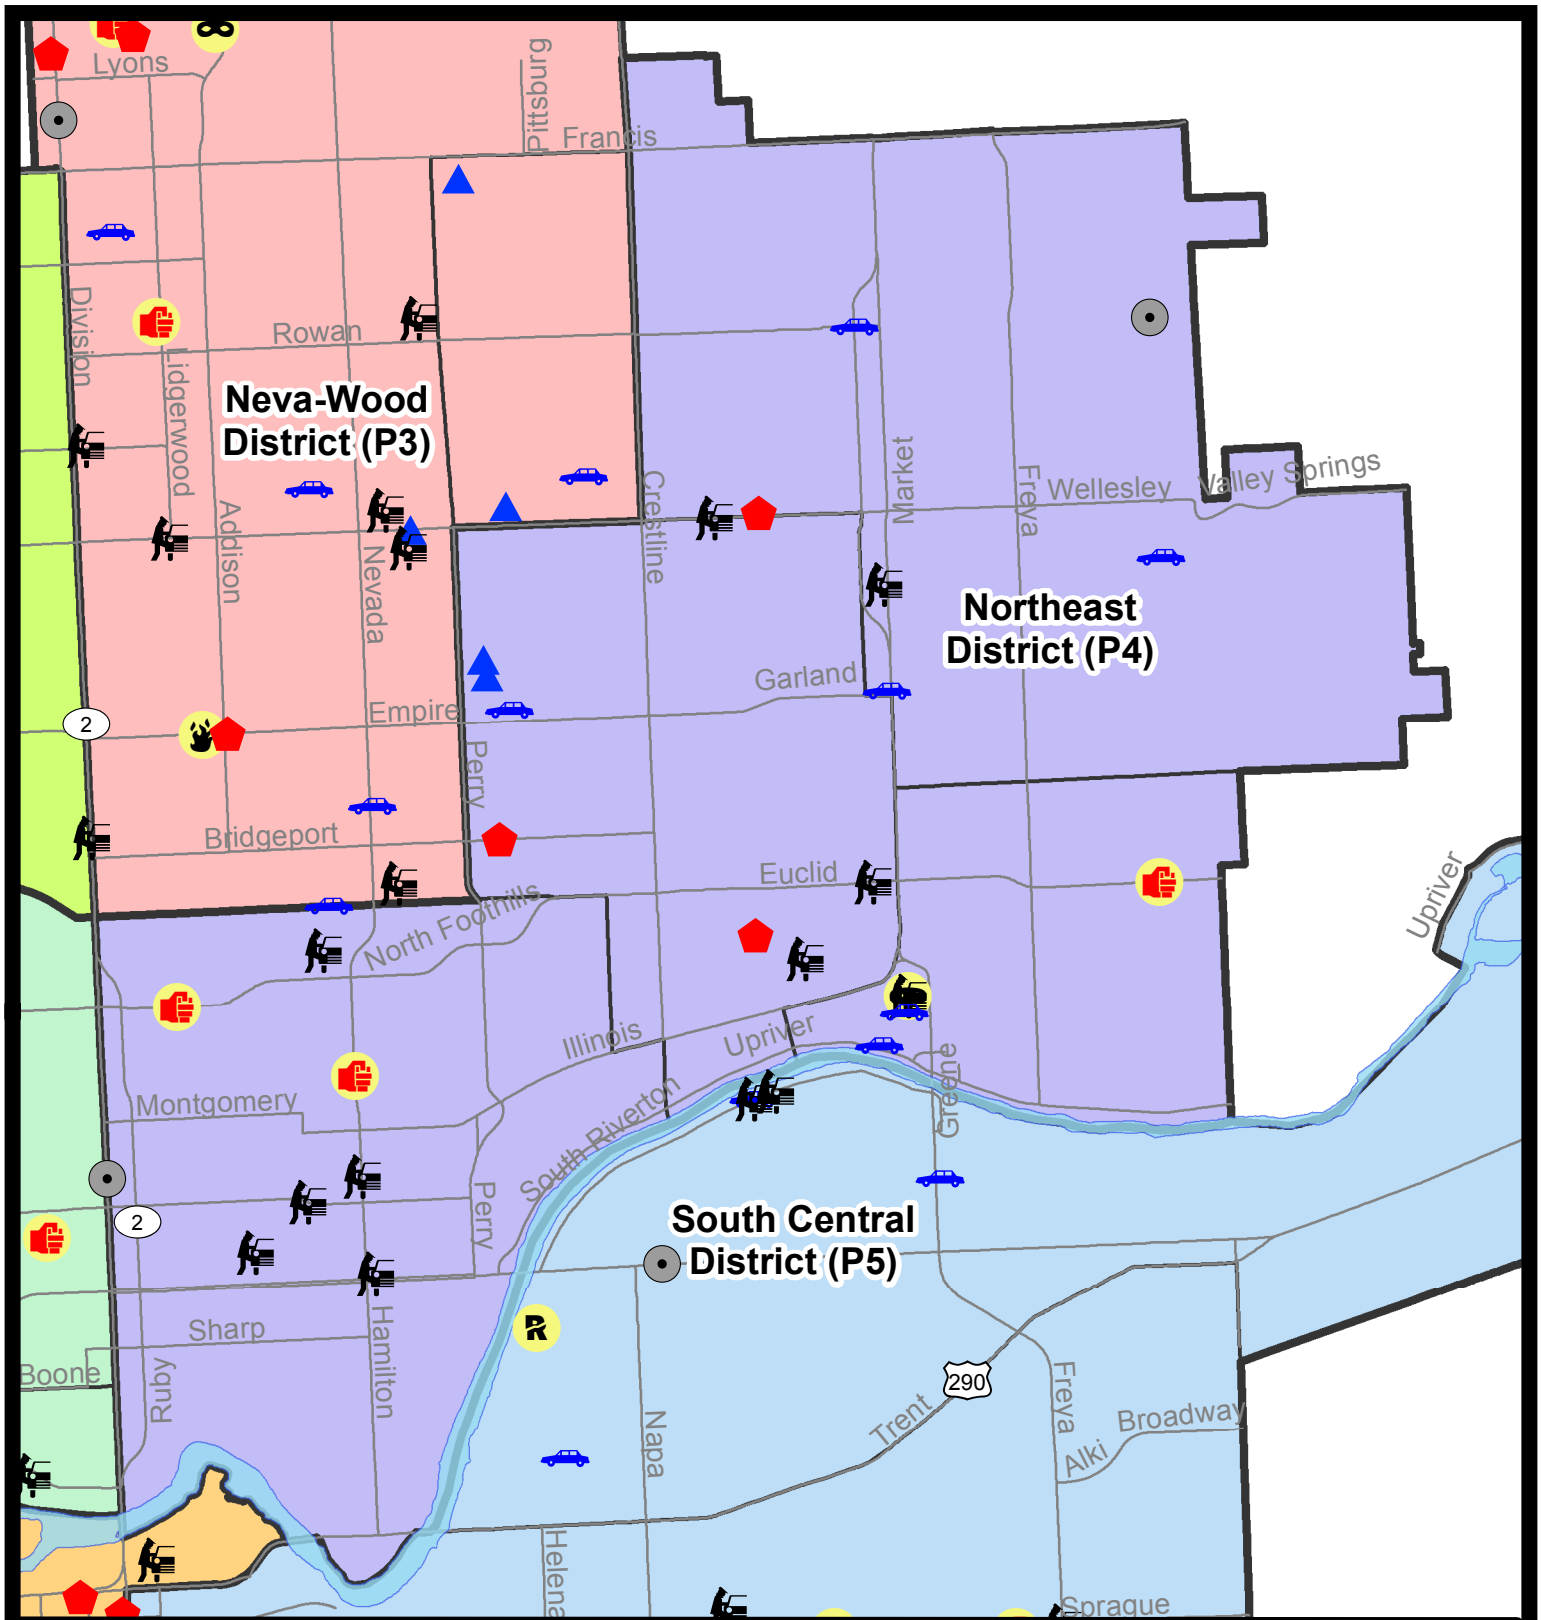 Lyons
Pittsburg
Francis
Division
Rowan
Lidgerwood
Neva-Wood
District (P3)
Addison
Nevada
Crestline
Market
Freya
Wellesley
Valley Springs
Northeast
District (P4)
Garland
Empire
2
Perry
Bridgeport
Euclid
North Foothills
Upriver
Illinois
Upriver
Greene
Montgomery
South Riverton
Perry
2
South Central
District (P5)
Sharp
Hamilton
Boone
Ruby
R
290
Napa
Trent
Freya
Broadway
Alki
Helena
Sprague